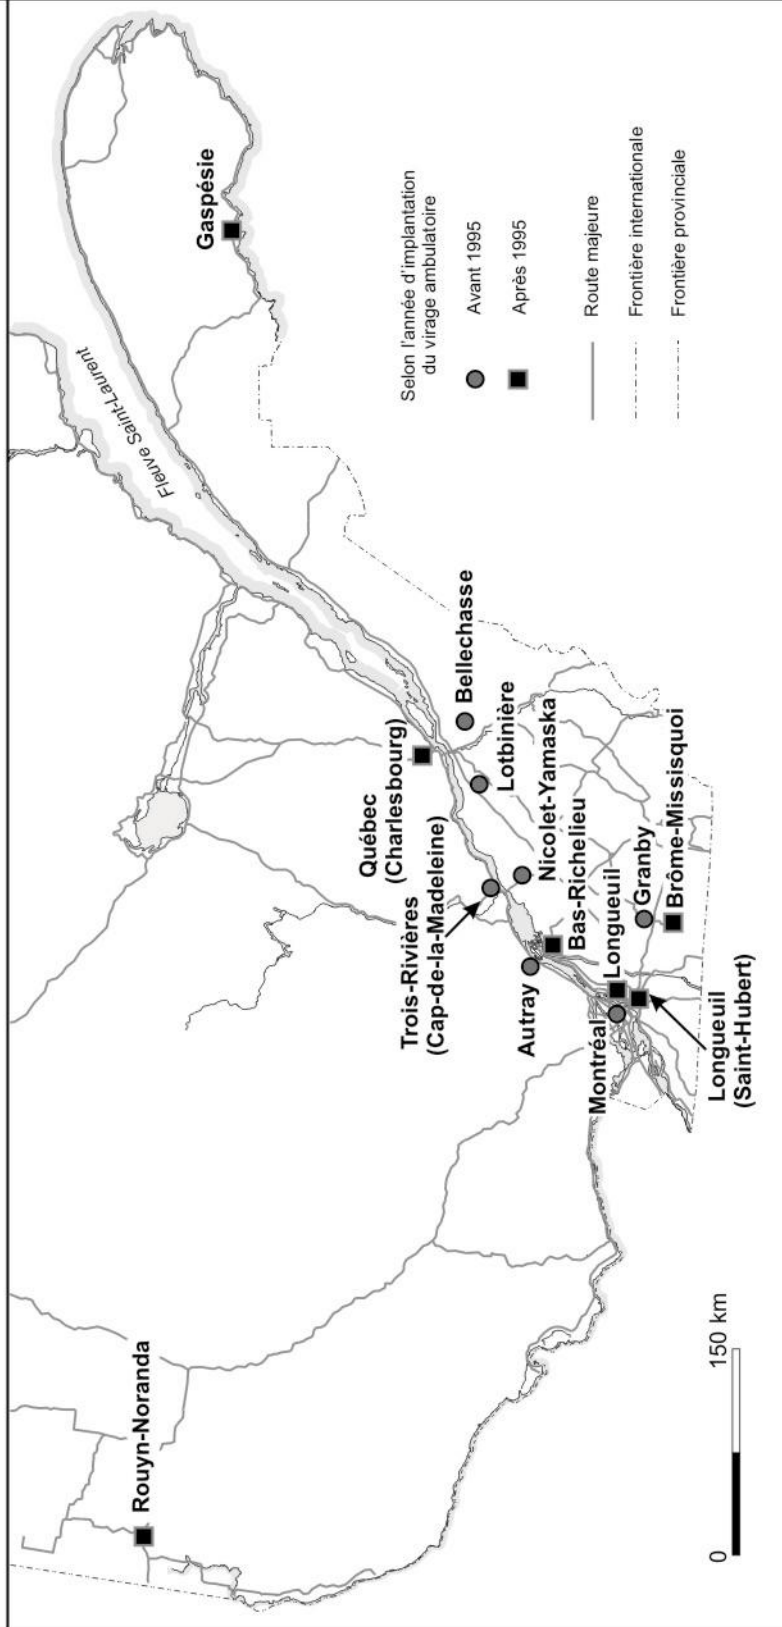 Gaspésie
Fleuve Saint-Laurent
Rouyn-Noranda
Québec
(Charlesbourg)
Bellechasse
Trois-Rivières
(Cap-de-la-Madeleine)
Lotbinière
Nicolet-Yamaska
Autray
Bas-Richelieu
Longueuil
Montréal
Granby
Brôme-Missisquoi
Longueuil
(Saint-Hubert)
0
150 km
Selon l'année d'implantation
du virage ambulatoire
Avant 1995
Après 1995
Route majeure
Frontière internationale
Frontière provinciale